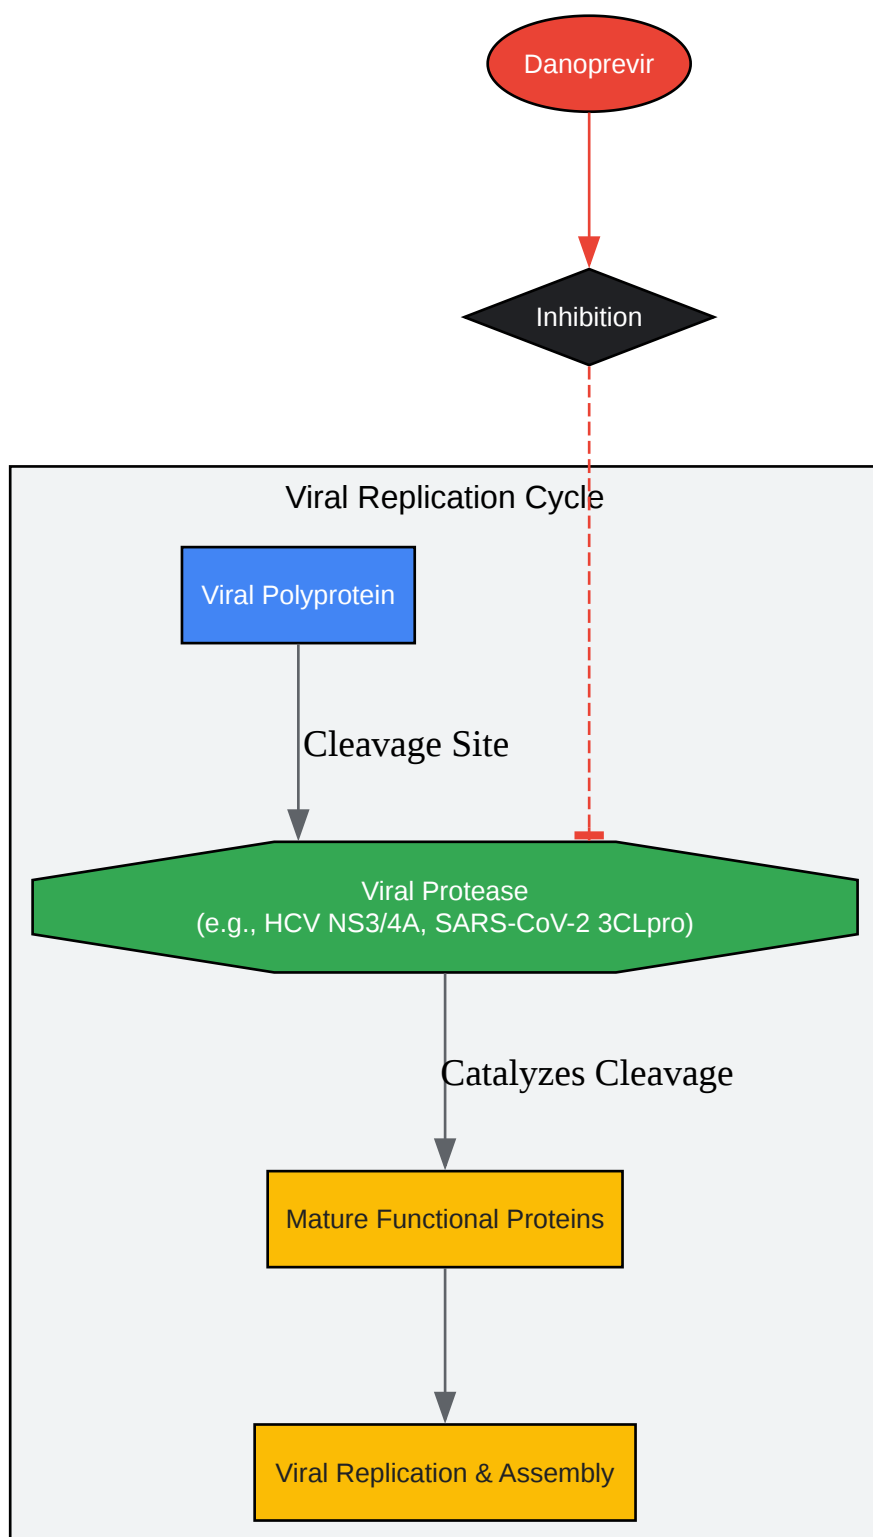 Danoprevir
Inhibition
Viral Replication Cycle
Viral Polyprotein
Cleavage Site
Viral Protease
(e.g., HCV NS3/4A, SARS-CoV-2 3CLpro)
Catalyzes Cleavage
Mature Functional Proteins
Viral Replication & Assembly